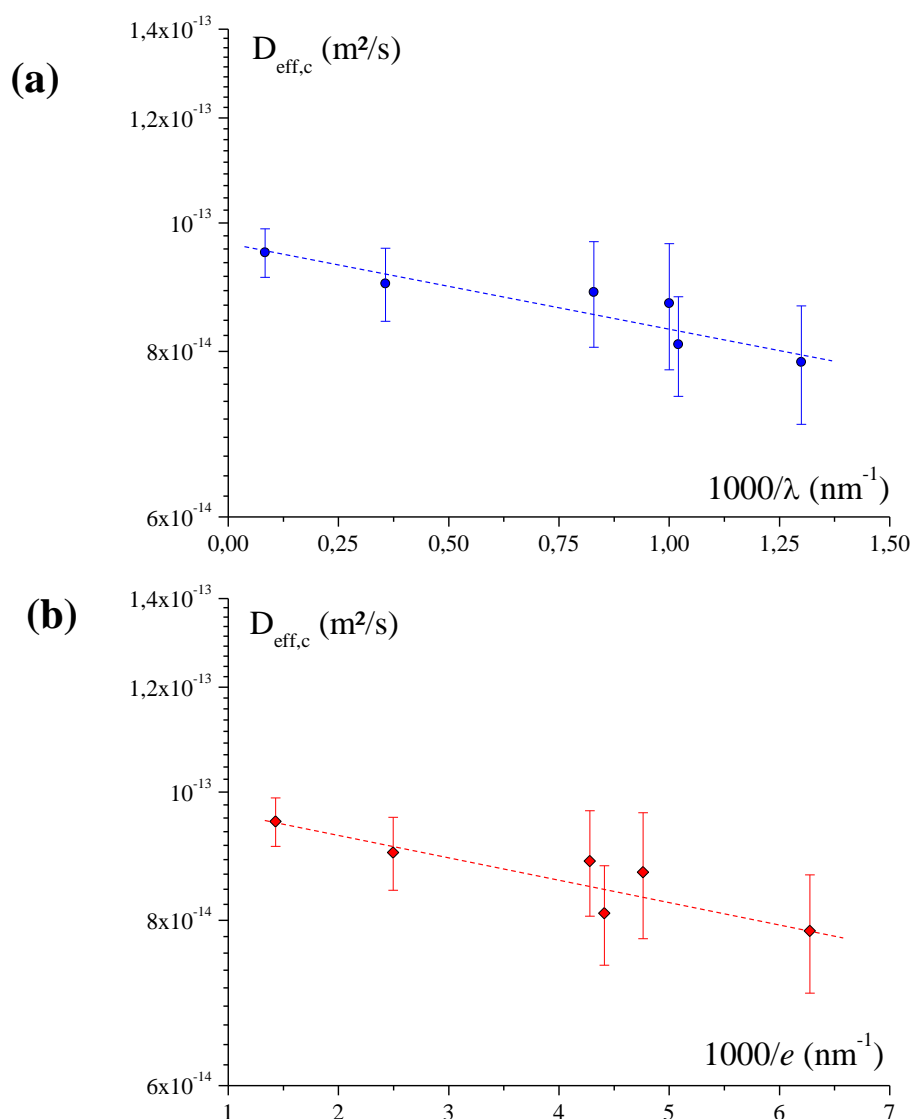 (a)
D_eff,c (m²/s)
1,4x10⁻¹³
1,2x10⁻¹³
10⁻¹³
8x10⁻¹⁴
6x10⁻¹⁴
1000/λ (nm⁻¹)
0,00 0,25 0,50 0,75 1,00 1,25 1,50
(b)
D_eff,c (m²/s)
1,4x10⁻¹³
1,2x10⁻¹³
10⁻¹³
8x10⁻¹⁴
6x10⁻¹⁴
1000/e (nm⁻¹)
1 2 3 4 5 6 7